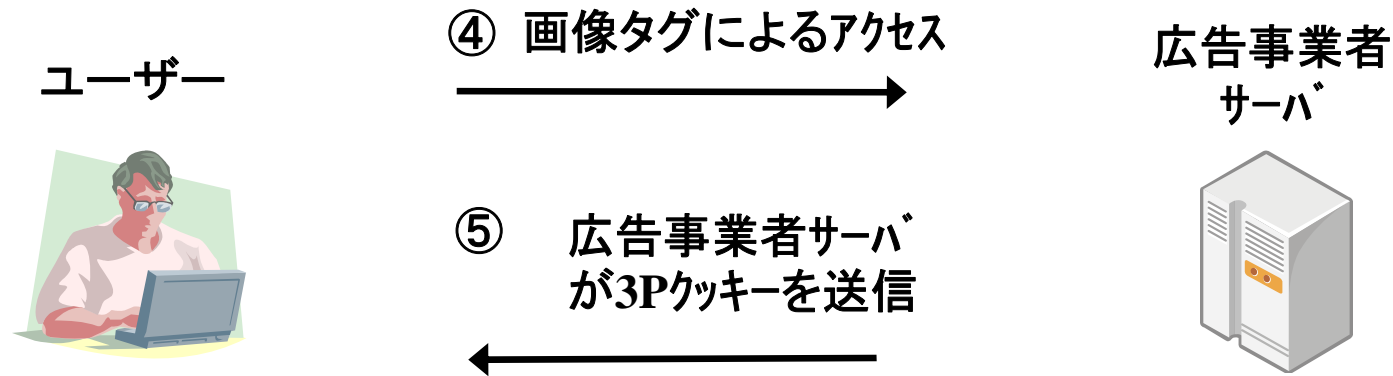 ④ 画像タグによるｱｸｾｽ
ユーザー
広告事業者
ｻｰﾊﾞ
⑤ 広告事業者ｻｰﾊﾞ
が3Pｸｯｷｰを送信